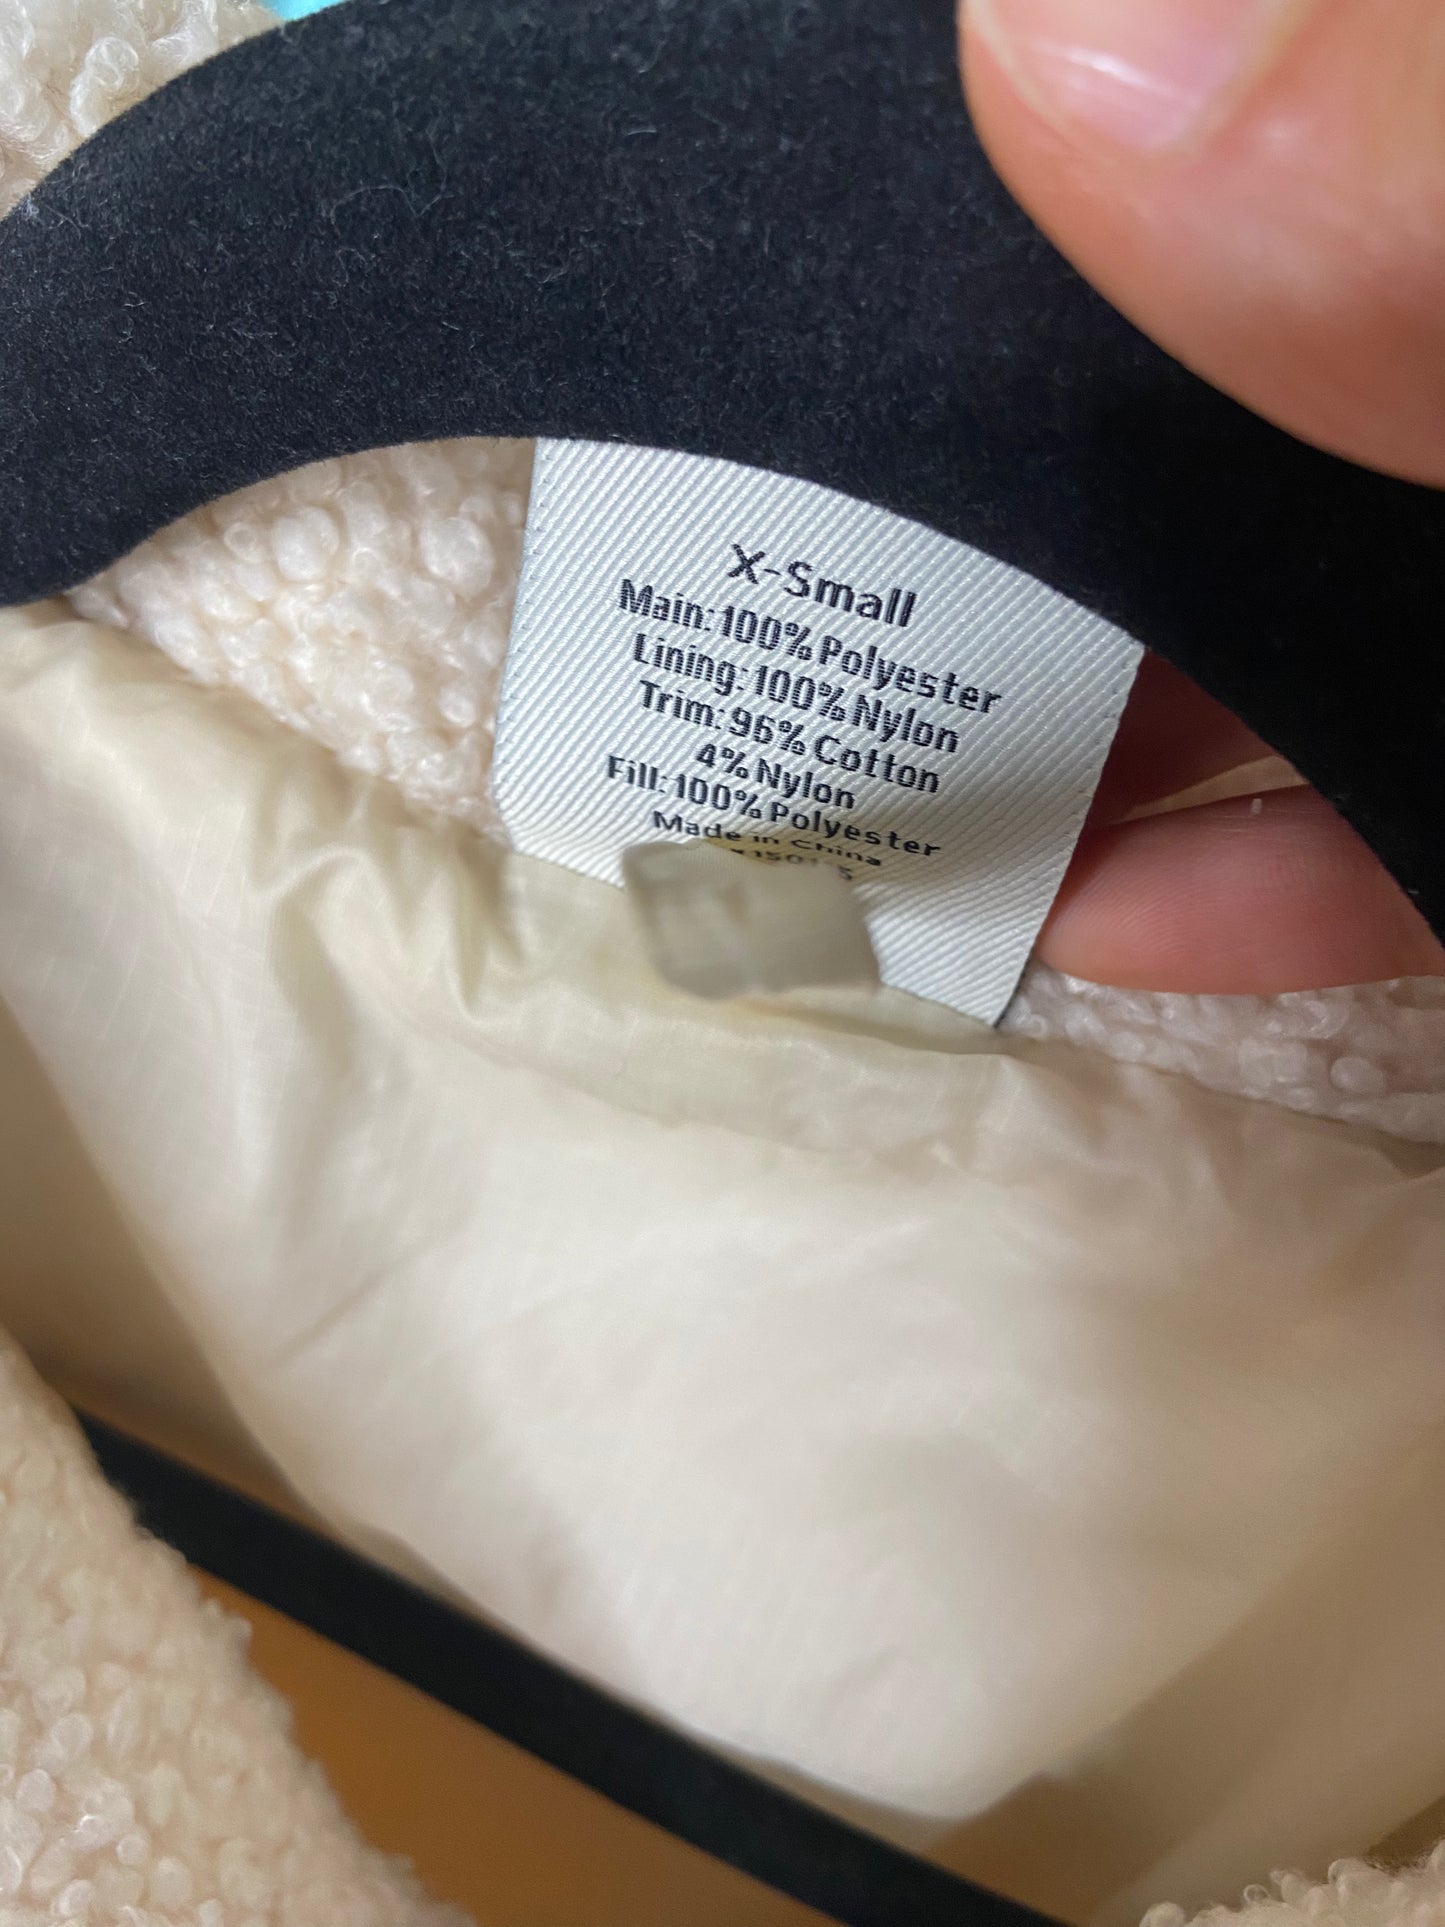 X-Small
Main:100% Polyester
Lining:100% Nylon
Trim:96% Cotton
4% Nylon
Fill:100% Polyester
Made in China